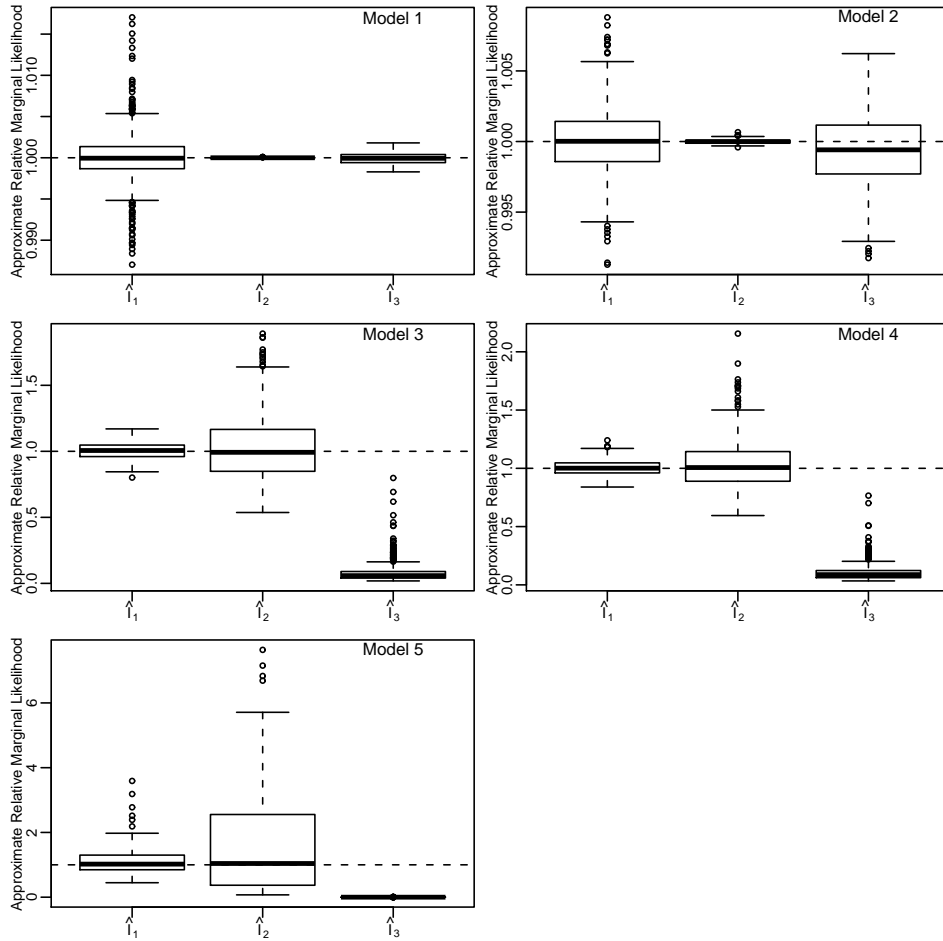 Model 1
Approximate Relative Marginal Likelihood
0.990 1.000 1.010
Î₁ Î₂ Î₃
Model 2
Approximate Relative Marginal Likelihood
0.995 1.000 1.005
Î₁ Î₂ Î₃
Model 3
Approximate Relative Marginal Likelihood
0.0 0.5 1.0 1.5
Î₁ Î₂ Î₃
Model 4
Approximate Relative Marginal Likelihood
0.0 0.5 1.0 1.5 2.0
Î₁ Î₂ Î₃
Model 5
Approximate Relative Marginal Likelihood
0 2 4 6
Î₁ Î₂ Î₃